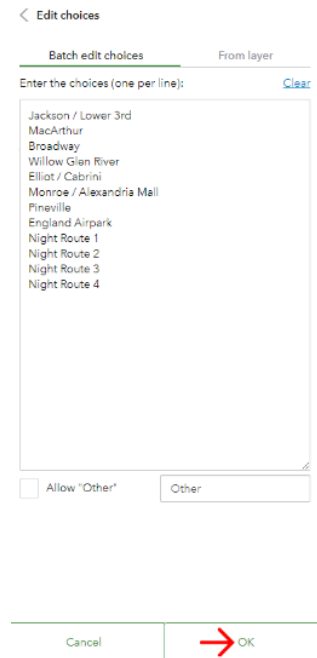 Edit choices
Batch edit choices From layer
Enter the choices (one per line): Clear
Jackson / Lower 3rd
MacArthur
Broadway
Willow Glen River
Elliot / Cabrini
Monroe / Alexandria Mall
Pineville
England Airpark
Night Route 1
Night Route 2
Night Route 3
Night Route 4
Allow "Other" Other
Cancel OK